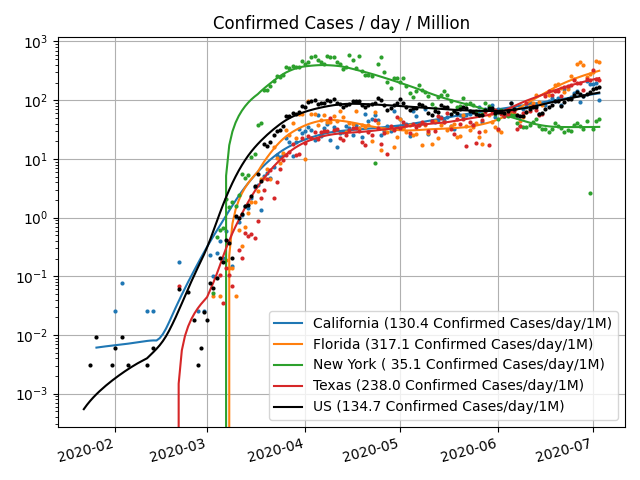 Confirmed Cases / day / Million
10³
10²
10¹
10⁰
10⁻¹
10⁻²
10⁻³
California (130.4 Confirmed Cases/day/1M)
Florida (317.1 Confirmed Cases/day/1M)
New York ( 35.1 Confirmed Cases/day/1M)
Texas (238.0 Confirmed Cases/day/1M)
US (134.7 Confirmed Cases/day/1M)
2020-02 2020-03 2020-04 2020-05 2020-06 2020-07